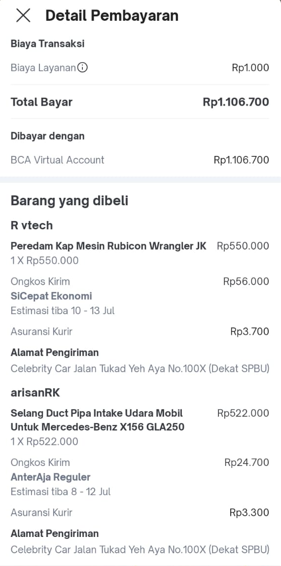 Detail Pembayaran
Biaya Transaksi
Biaya Layanan Rp1.000
Total Bayar Rp1.106.700
Dibayar dengan
BCA Virtual Account Rp1.106.700
Barang yang dibeli
R vtech
Peredam Kap Mesin Rubicon Wrangler JK Rp550.000
1 X Rp550.000
Ongkos Kirim Rp56.000
SiCepat Ekonomi
Estimasi tiba 10 - 13 Jul
Asuransi Kurir Rp3.700
Alamat Pengiriman
Celebrity Car Jalan Tukad Yeh Aya No.100X (Dekat SPBU)
arisanRK
Selang Duct Pipa Intake Udara Mobil Rp522.000
Untuk Mercedes-Benz X156 GLA250
1 X Rp522.000
Ongkos Kirim Rp24.700
AnterAja Reguler
Estimasi tiba 8 - 12 Jul
Asuransi Kurir Rp3.300
Alamat Pengiriman
Celebrity Car Jalan Tukad Yeh Aya No.100X (Dekat SPBU)